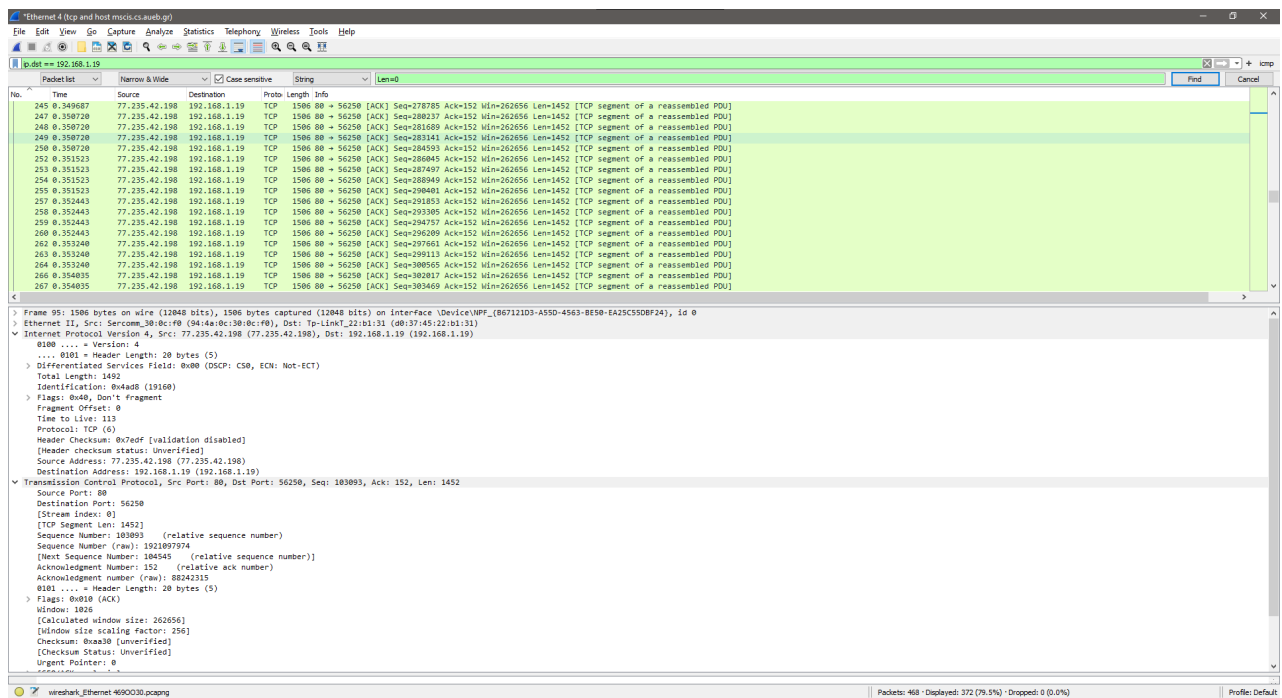 *Ethernet 4 (tcp and host mscis.cs.aueb.gr)
File Edit View Go Capture Analyze Statistics Telephony Wireless Tools Help
ip.dst == 192.168.1.19 + icmp
Packet list Narrow & Wide Case sensitive String Len=0 Find Cancel
No. Time Source Destination Proto Length Info
245 0.349687 77.235.42.198 192.168.1.19 TCP 1506 80 → 56250 [ACK] Seq=278785 Ack=152 Win=262656 Len=1452 [TCP segment of a reassembled PDU]
247 0.350720 77.235.42.198 192.168.1.19 TCP 1506 80 → 56250 [ACK] Seq=280237 Ack=152 Win=262656 Len=1452 [TCP segment of a reassembled PDU]
248 0.350720 77.235.42.198 192.168.1.19 TCP 1506 80 → 56250 [ACK] Seq=281689 Ack=152 Win=262656 Len=1452 [TCP segment of a reassembled PDU]
249 0.350720 77.235.42.198 192.168.1.19 TCP 1506 80 → 56250 [ACK] Seq=283141 Ack=152 Win=262656 Len=1452 [TCP segment of a reassembled PDU]
250 0.350720 77.235.42.198 192.168.1.19 TCP 1506 80 → 56250 [ACK] Seq=284593 Ack=152 Win=262656 Len=1452 [TCP segment of a reassembled PDU]
252 0.351523 77.235.42.198 192.168.1.19 TCP 1506 80 → 56250 [ACK] Seq=286045 Ack=152 Win=262656 Len=1452 [TCP segment of a reassembled PDU]
253 0.351523 77.235.42.198 192.168.1.19 TCP 1506 80 → 56250 [ACK] Seq=287497 Ack=152 Win=262656 Len=1452 [TCP segment of a reassembled PDU]
254 0.351523 77.235.42.198 192.168.1.19 TCP 1506 80 → 56250 [ACK] Seq=288949 Ack=152 Win=262656 Len=1452 [TCP segment of a reassembled PDU]
255 0.351523 77.235.42.198 192.168.1.19 TCP 1506 80 → 56250 [ACK] Seq=290401 Ack=152 Win=262656 Len=1452 [TCP segment of a reassembled PDU]
257 0.352443 77.235.42.198 192.168.1.19 TCP 1506 80 → 56250 [ACK] Seq=291853 Ack=152 Win=262656 Len=1452 [TCP segment of a reassembled PDU]
258 0.352443 77.235.42.198 192.168.1.19 TCP 1506 80 → 56250 [ACK] Seq=293305 Ack=152 Win=262656 Len=1452 [TCP segment of a reassembled PDU]
259 0.352443 77.235.42.198 192.168.1.19 TCP 1506 80 → 56250 [ACK] Seq=294757 Ack=152 Win=262656 Len=1452 [TCP segment of a reassembled PDU]
260 0.352443 77.235.42.198 192.168.1.19 TCP 1506 80 → 56250 [ACK] Seq=296209 Ack=152 Win=262656 Len=1452 [TCP segment of a reassembled PDU]
262 0.353240 77.235.42.198 192.168.1.19 TCP 1506 80 → 56250 [ACK] Seq=297661 Ack=152 Win=262656 Len=1452 [TCP segment of a reassembled PDU]
263 0.353240 77.235.42.198 192.168.1.19 TCP 1506 80 → 56250 [ACK] Seq=299113 Ack=152 Win=262656 Len=1452 [TCP segment of a reassembled PDU]
264 0.353240 77.235.42.198 192.168.1.19 TCP 1506 80 → 56250 [ACK] Seq=300565 Ack=152 Win=262656 Len=1452 [TCP segment of a reassembled PDU]
266 0.354035 77.235.42.198 192.168.1.19 TCP 1506 80 → 56250 [ACK] Seq=302017 Ack=152 Win=262656 Len=1452 [TCP segment of a reassembled PDU]
267 0.354035 77.235.42.198 192.168.1.19 TCP 1506 80 → 56250 [ACK] Seq=303469 Ack=152 Win=262656 Len=1452 [TCP segment of a reassembled PDU]
Frame 95: 1506 bytes on wire (12048 bits), 1506 bytes captured (12048 bits) on interface \Device\NPF_{B67121D3-A55D-4563-BE50-EA25C55DBF24}, id 0
Ethernet II, Src: Sercomm_30:0c:f0 (94:4a:0c:30:0c:f0), Dst: Tp-LinkT_22:b1:31 (d0:37:45:22:b1:31)
Internet Protocol Version 4, Src: 77.235.42.198 (77.235.42.198), Dst: 192.168.1.19 (192.168.1.19)
0100 .... = Version: 4
.... 0101 = Header Length: 20 bytes (5)
Differentiated Services Field: 0x00 (DSCP: CS0, ECN: Not-ECT)
Total Length: 1492
Identification: 0x4ad8 (19160)
Flags: 0x40, Don't fragment
Fragment Offset: 0
Time to Live: 113
Protocol: TCP (6)
Header Checksum: 0x7edf [validation disabled]
[Header checksum status: Unverified]
Source Address: 77.235.42.198 (77.235.42.198)
Destination Address: 192.168.1.19 (192.168.1.19)
Transmission Control Protocol, Src Port: 80, Dst Port: 56250, Seq: 103093, Ack: 152, Len: 1452
Source Port: 80
Destination Port: 56250
[Stream index: 0]
[TCP Segment Len: 1452]
Sequence Number: 103093 (relative sequence number)
Sequence Number (raw): 1921097974
[Next Sequence Number: 104545 (relative sequence number)]
Acknowledgment Number: 152 (relative ack number)
Acknowledgment number (raw): 88242315
0101 .... = Header Length: 20 bytes (5)
Flags: 0x010 (ACK)
Window: 1026
[Calculated window size: 262656]
[Window size scaling factor: 256]
Checksum: 0xaa30 [unverified]
[Checksum Status: Unverified]
Urgent Pointer: 0
wireshark_Ethernet 469OO30.pcapng Packets: 468 · Displayed: 372 (79.5%) · Dropped: 0 (0.0%) Profile: Default